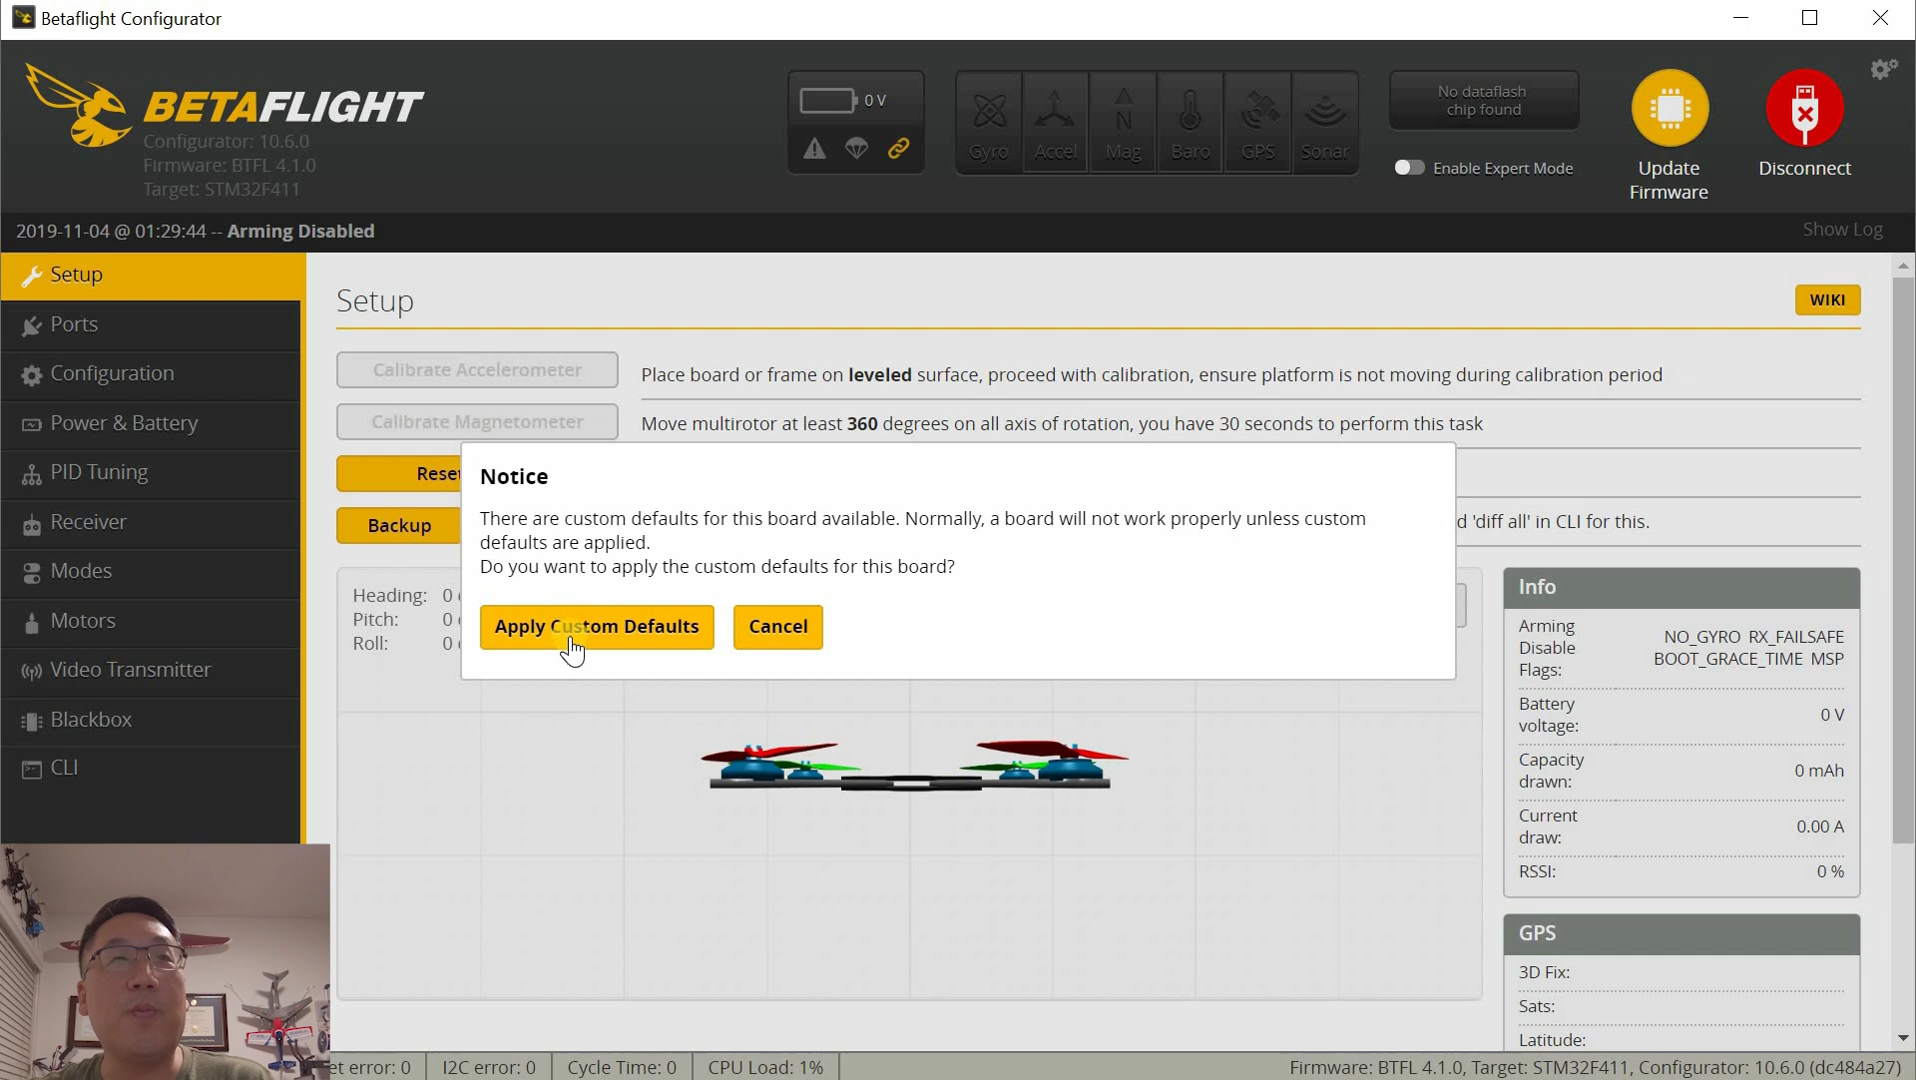 Betaflight Configurator
BETAFLIGHT
Configurator: 10.6.0
Firmware: BTFL 4.1.0
Target: STM32F411
0 V
Gyro
Accel
N
Mag
Baro
GPS
Sonar
No dataflash
chip found
Enable Expert Mode
Update
Firmware
Disconnect
2019-11-04 @ 01:29:44 -- Arming Disabled
Show Log
Setup
Ports
Configuration
Power & Battery
PID Tuning
Receiver
Modes
Motors
Video Transmitter
Blackbox
CLI
Setup
WIKI
Calibrate Accelerometer
Place board or frame on leveled surface, proceed with calibration, ensure platform is not moving during calibration period
Calibrate Magnetometer
Move multirotor at least 360 degrees on all axis of rotation, you have 30 seconds to perform this task
Reset
Backup
d 'diff all' in CLI for this.
Notice
There are custom defaults for this board available. Normally, a board will not work properly unless custom
defaults are applied.
Do you want to apply the custom defaults for this board?
Apply Custom Defaults
Cancel
Heading: 0
Pitch: 0
Roll: 0
Info
Arming
Disable
Flags:
NO_GYRO RX_FAILSAFE
BOOT_GRACE_TIME MSP
Battery
voltage:
0 V
Capacity
drawn:
0 mAh
Current
draw:
0.00 A
RSSI:
0 %
GPS
3D Fix:
Sats:
Latitude:
et error: 0
I2C error: 0
Cycle Time: 0
CPU Load: 1%
Firmware: BTFL 4.1.0, Target: STM32F411, Configurator: 10.6.0 (dc484a27)